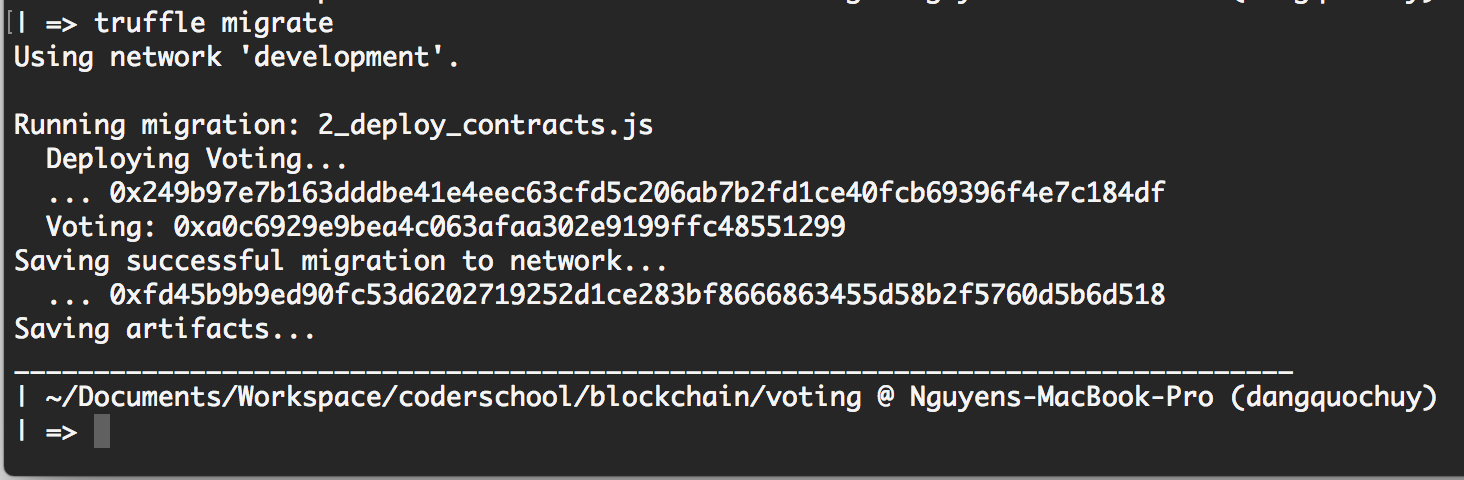 [| => truffle migrate
Using network 'development'.
Running migration: 2_deploy_contracts.js
Deploying Voting...
... 0x249b97e7b163dddbe41e4eec63cfd5c206ab7b2fd1ce40fcb69396f4e7c184df
Voting: 0xa0c6929e9bea4c063afaa302e9199ffc48551299
Saving successful migration to network...
... 0xfd45b9b9ed90fc53d6202719252d1ce283bf8666863455d58b2f5760d5b6d518
Saving artifacts...
________________________________________________________________________________
| ~/Documents/Workspace/coderschool/blockchain/voting @ Nguyens-MacBook-Pro (dangquochuy)
| =>